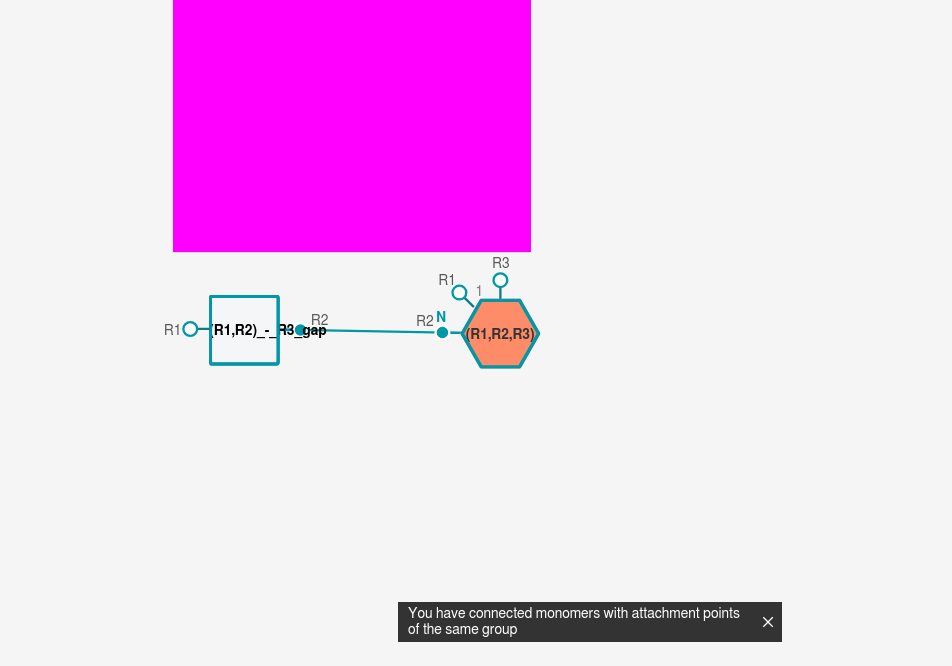 R3
R1
1
R2
N
R2
R1
(R1,R2)_-_R3_gap
(R1,R2,R3)
You have connected monomers with attachment points
of the same group